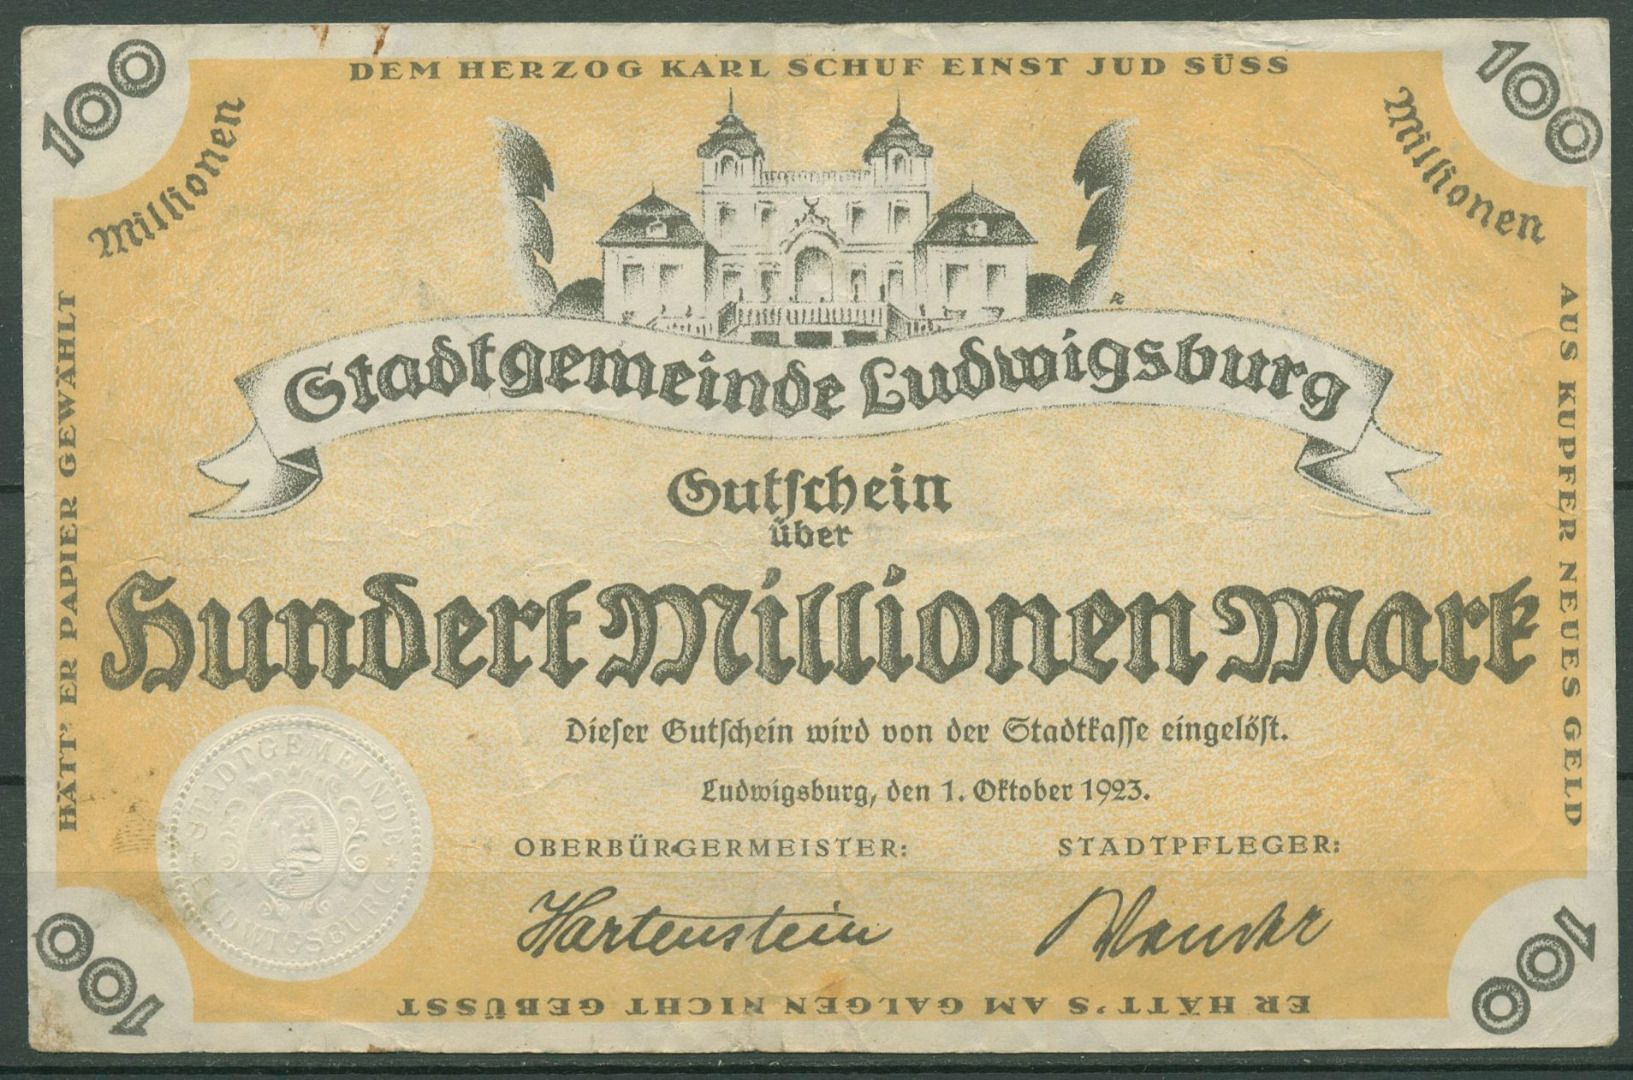 100
Millionen
DEM HERZOG KARL SCHUF EINST JUD SÜSS
100
Millionen
AUS KUPFER NEUES GELD
HÄTT' ER PAPIER GEWÄHLT
ER HÄTT'S AM GALGEN NICHT GEBÜSST
R
Stadtgemeinde Ludwigsburg
Gutschein
über
Hundert Millionen Mark
Dieser Gutschein wird von der Stadtkasse eingelöst.
Ludwigsburg, den 1. Oktober 1923.
OBERBÜRGERMEISTER:
STADTPFLEGER:
Hartenstein
STADTGEMEINDE
LUDWIGSBURG
100
100